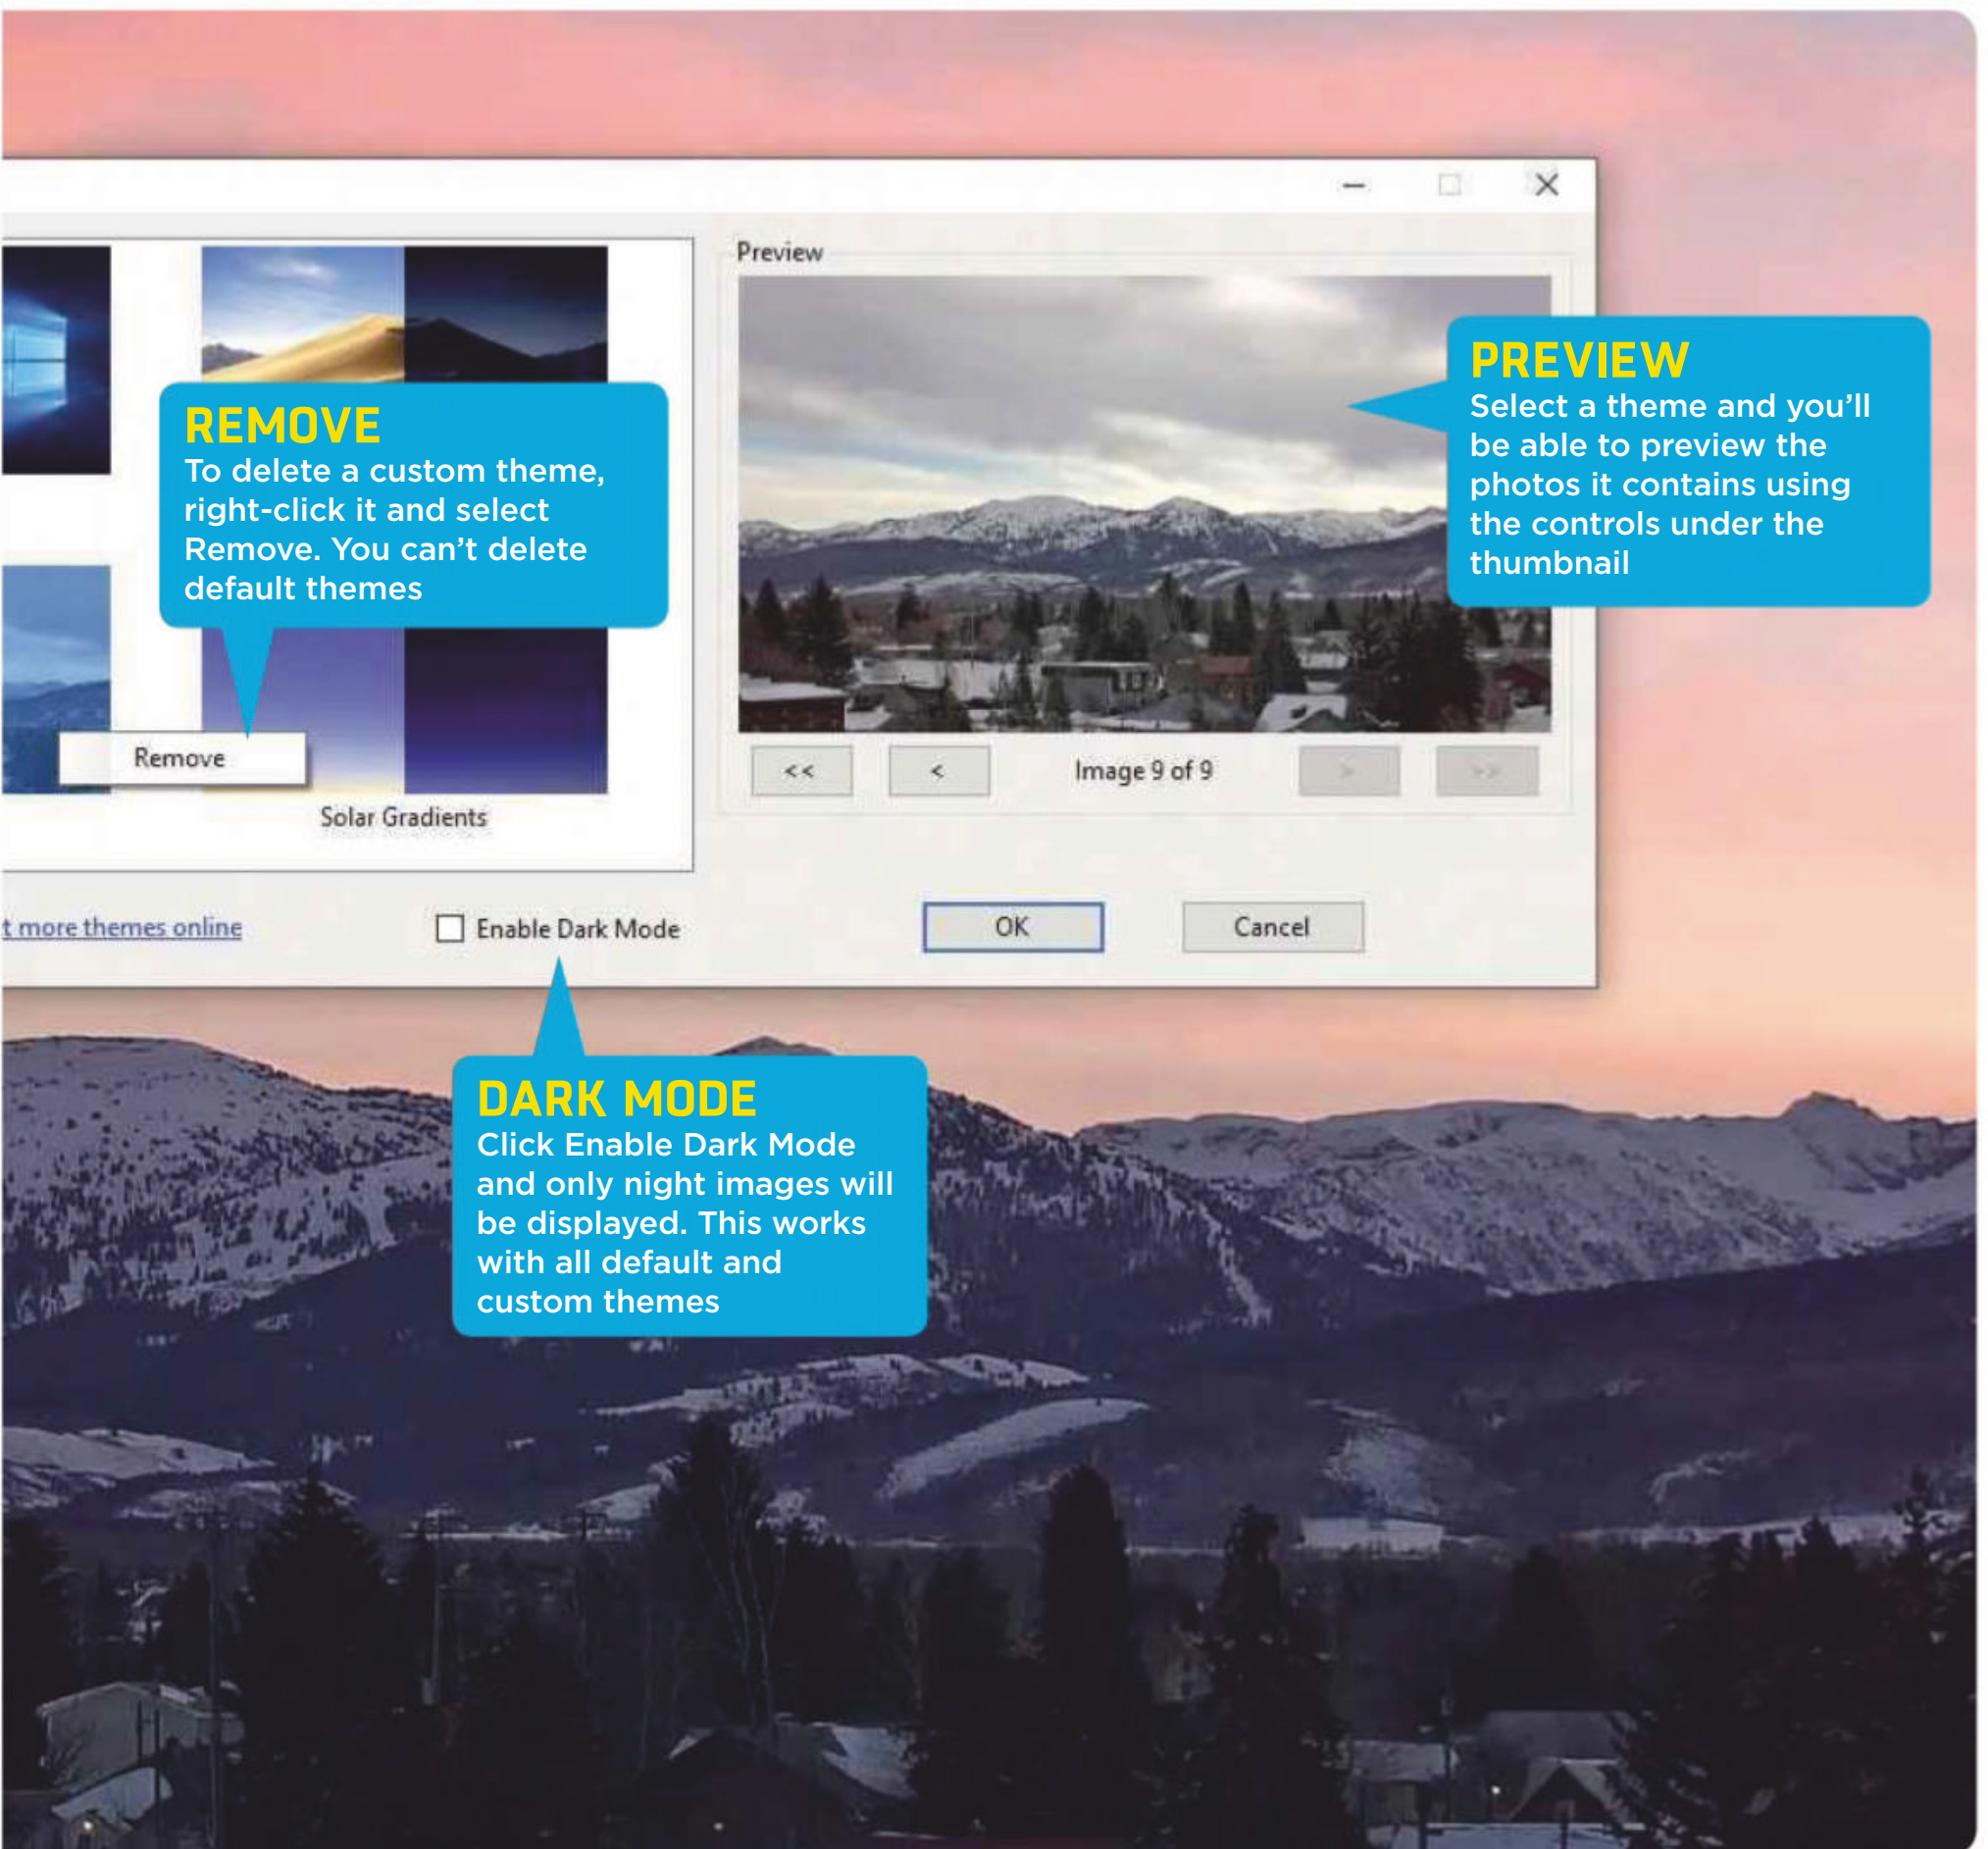 Preview
REMOVE
To delete a custom theme,
right-click it and select
Remove. You can't delete
default themes
PREVIEW
Select a theme and you'll
be able to preview the
photos it contains using
the controls under the
thumbnail
Remove
Solar Gradients
<<
<
Image 9 of 9
>
>>
t more themes online
Enable Dark Mode
OK
Cancel
DARK MODE
Click Enable Dark Mode
and only night images will
be displayed. This works
with all default and
custom themes